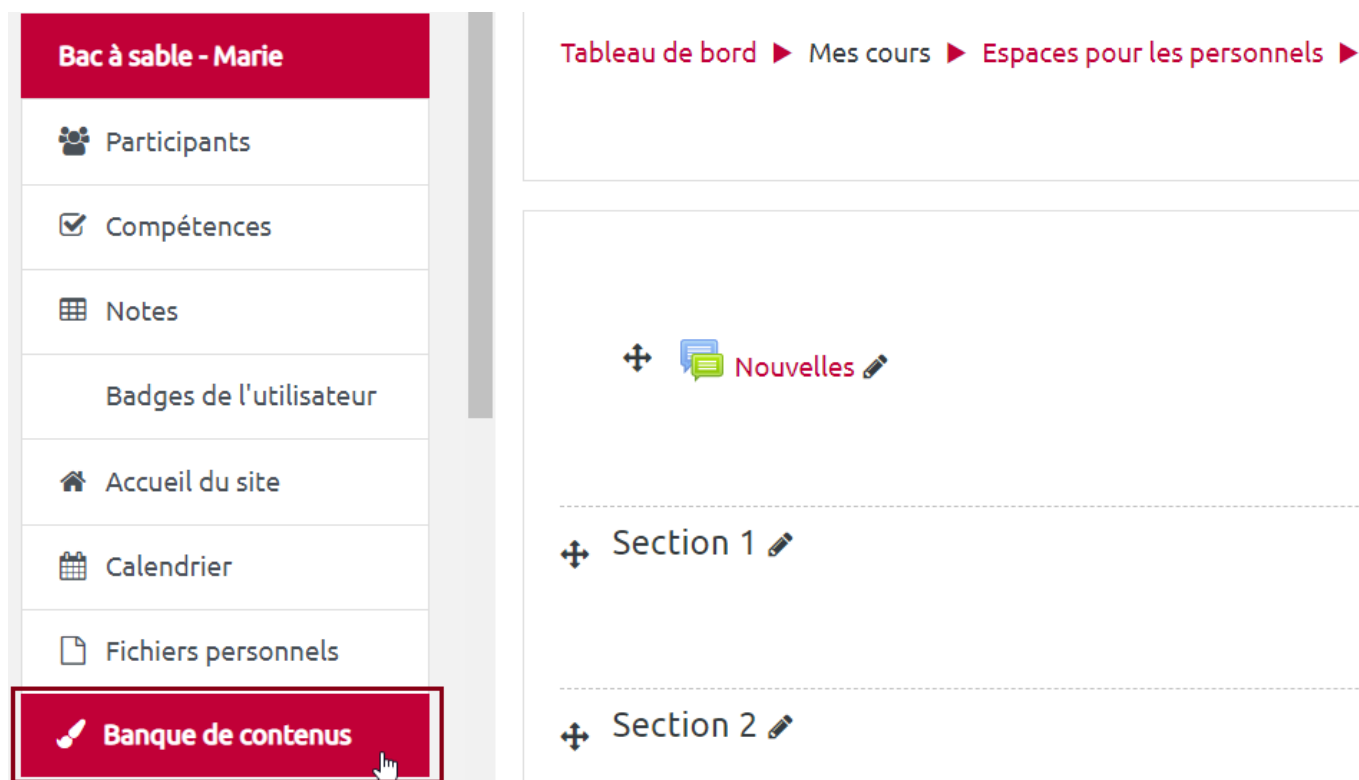 Bac à sable - Marie
Participants
Compétences
Notes
Badges de l'utilisateur
Accueil du site
Calendrier
Fichiers personnels
Banque de contenus
Tableau de bord ▶ Mes cours ▶ Espaces pour les personnels ▶
Nouvelles
Section 1
Section 2